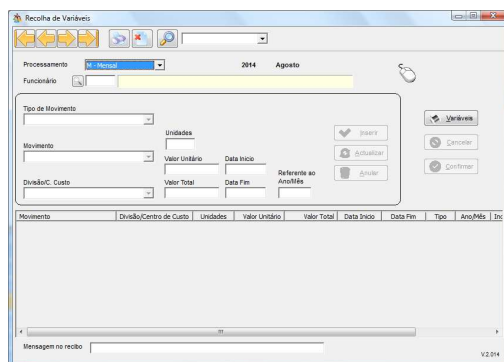 Recolha de Variáveis
Processamento M - Mensal 2014 Agosto
Funcionário
Tipo de Movimento
Unidades
Inserir
Variáveis
Movimento
Valor Unitário Data Inicio
Actualizar
Cancelar
Referente ao
Ano/Mês
Anular
Divisão/C. Custo
Valor Total Data Fim
Confirmar
Movimento Divisão/Centro de Custo Unidades Valor Unitário Valor Total Data Inicio Data Fim Tipo Ano/Mês Inc
Mensagem no recibo
V.2.014